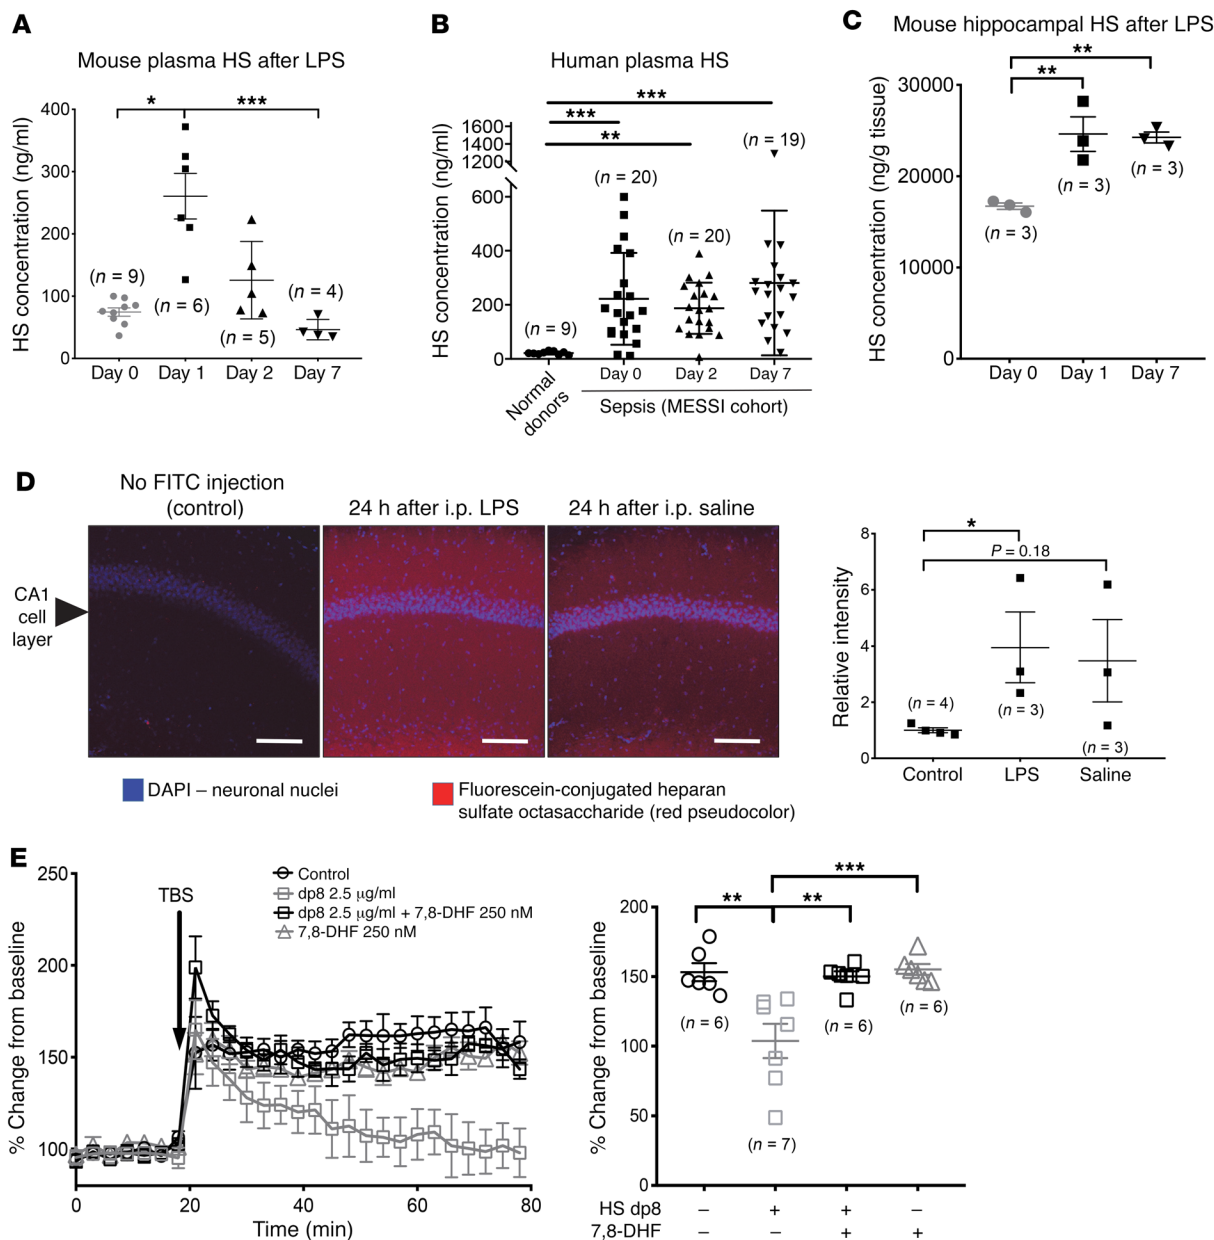 A
Mouse plasma HS after LPS
HS concentration (ng/ml)
400
300
200
100
0
*
***
(n = 9)
(n = 6)
(n = 5)
(n = 4)
Day 0
Day 1
Day 2
Day 7
B
Human plasma HS
HS concentration (ng/ml)
1600
1400
1200
600
400
200
0
***
***
**
(n = 9)
(n = 20)
(n = 20)
(n = 19)
Normal
donors
Day 0
Day 2
Day 7
Sepsis (MESSI cohort)
C
Mouse hippocampal HS after LPS
HS concentration (ng/g tissue)
30000
20000
10000
0
**
**
(n = 3)
(n = 3)
(n = 3)
Day 0
Day 1
Day 7
D
No FITC injection
(control)
24 h after i.p. LPS
24 h after i.p. saline
CA1
cell
layer
DAPI – neuronal nuclei
Fluorescein-conjugated heparan
sulfate octasaccharide (red pseudocolor)
Relative intensity
8
6
4
2
0
*
P = 0.18
(n = 4)
(n = 3)
(n = 3)
Control
LPS
Saline
E
% Change from baseline
250
200
150
100
TBS
Control
dp8 2.5 µg/ml
dp8 2.5 µg/ml + 7,8-DHF 250 nM
7,8-DHF 250 nM
0
20
40
60
80
Time (min)
% Change from baseline
200
150
100
50
0
**
**
***
(n = 6)
(n = 7)
(n = 6)
(n = 6)
HS dp8 – + + –
7,8-DHF – – + +